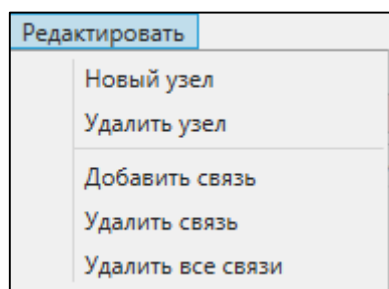 Редактировать
Новый узел
Удалить узел
Добавить связь
Удалить связь
Удалить все связи